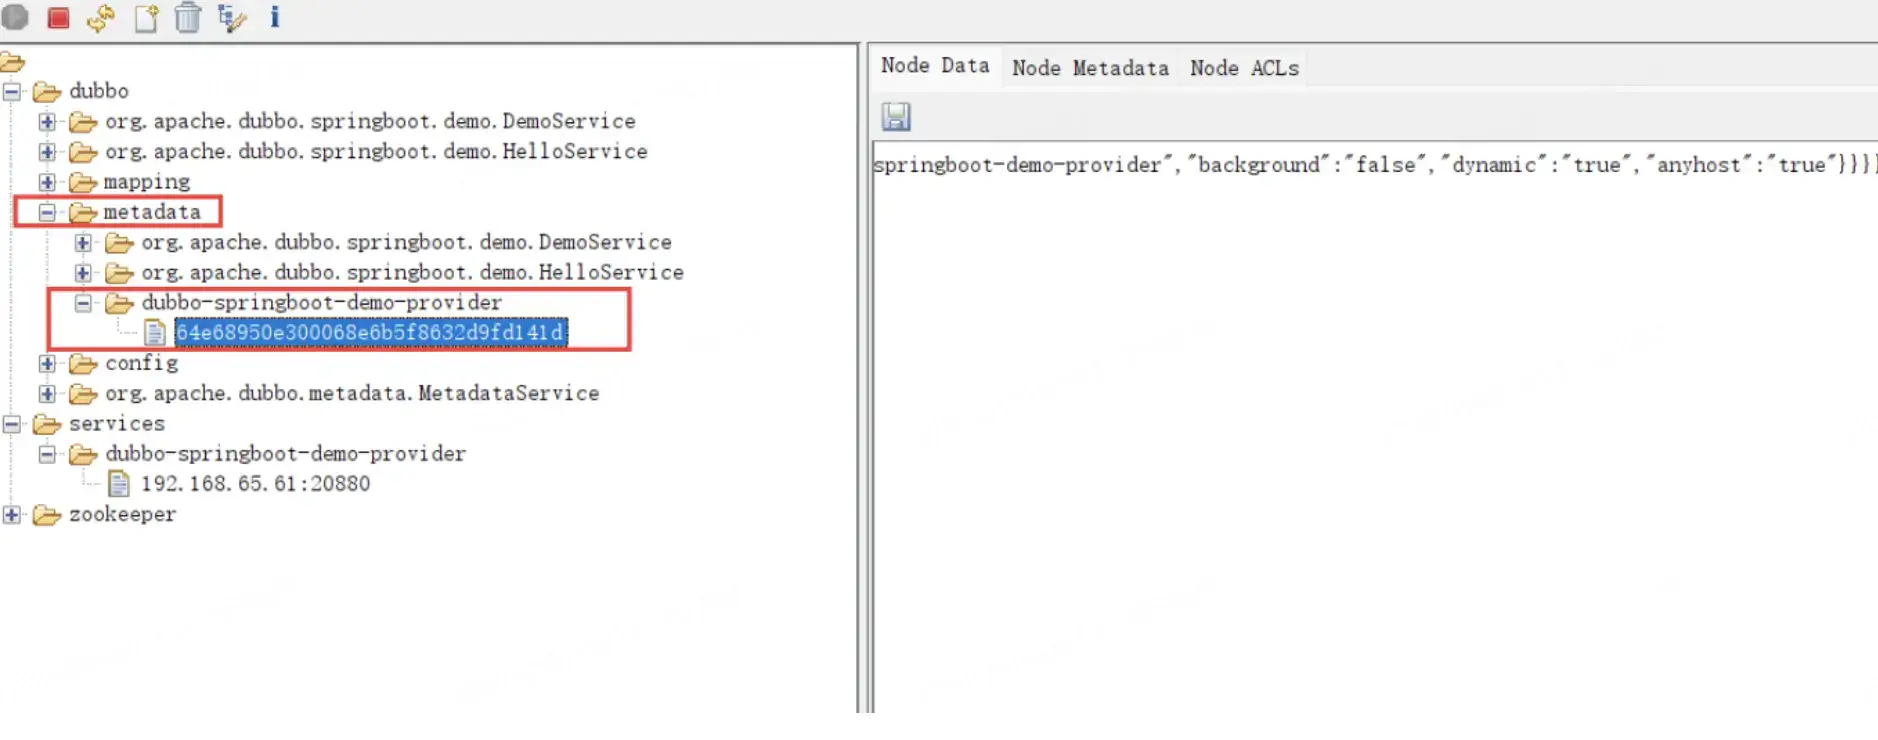 dubbo
org.apache.dubbo.springboot.demo.DemoService
org.apache.dubbo.springboot.demo.HelloService
mapping
metadata
org.apache.dubbo.springboot.demo.DemoService
org.apache.dubbo.springboot.demo.HelloService
dubbo-springboot-demo-provider
64e68950e300068e6b5f8632d9fd141d
config
org.apache.dubbo.metadata.MetadataService
services
dubbo-springboot-demo-provider
192.168.65.61:20880
zookeeper
Node Data Node Metadata Node ACLs
springboot-demo-provider","background":"false","dynamic":"true","anyhost":"true"}}}}